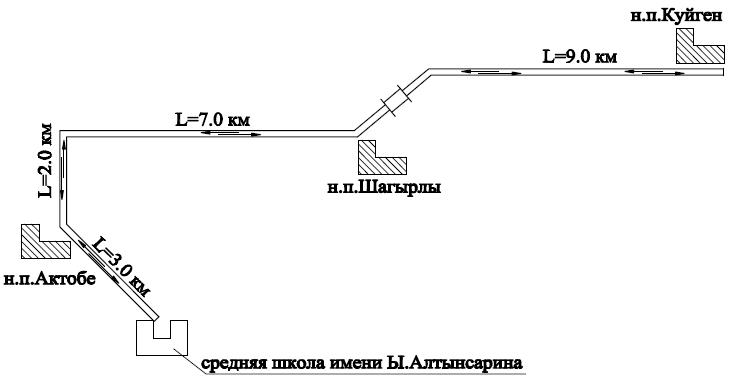 н.п.Куйген
L=9.0 км
L=7.0 км
L=2.0 км
н.п.Шагырлы
L=3.0 км
н.п.Актобе
средняя школа имени Ы.Алтынсарина